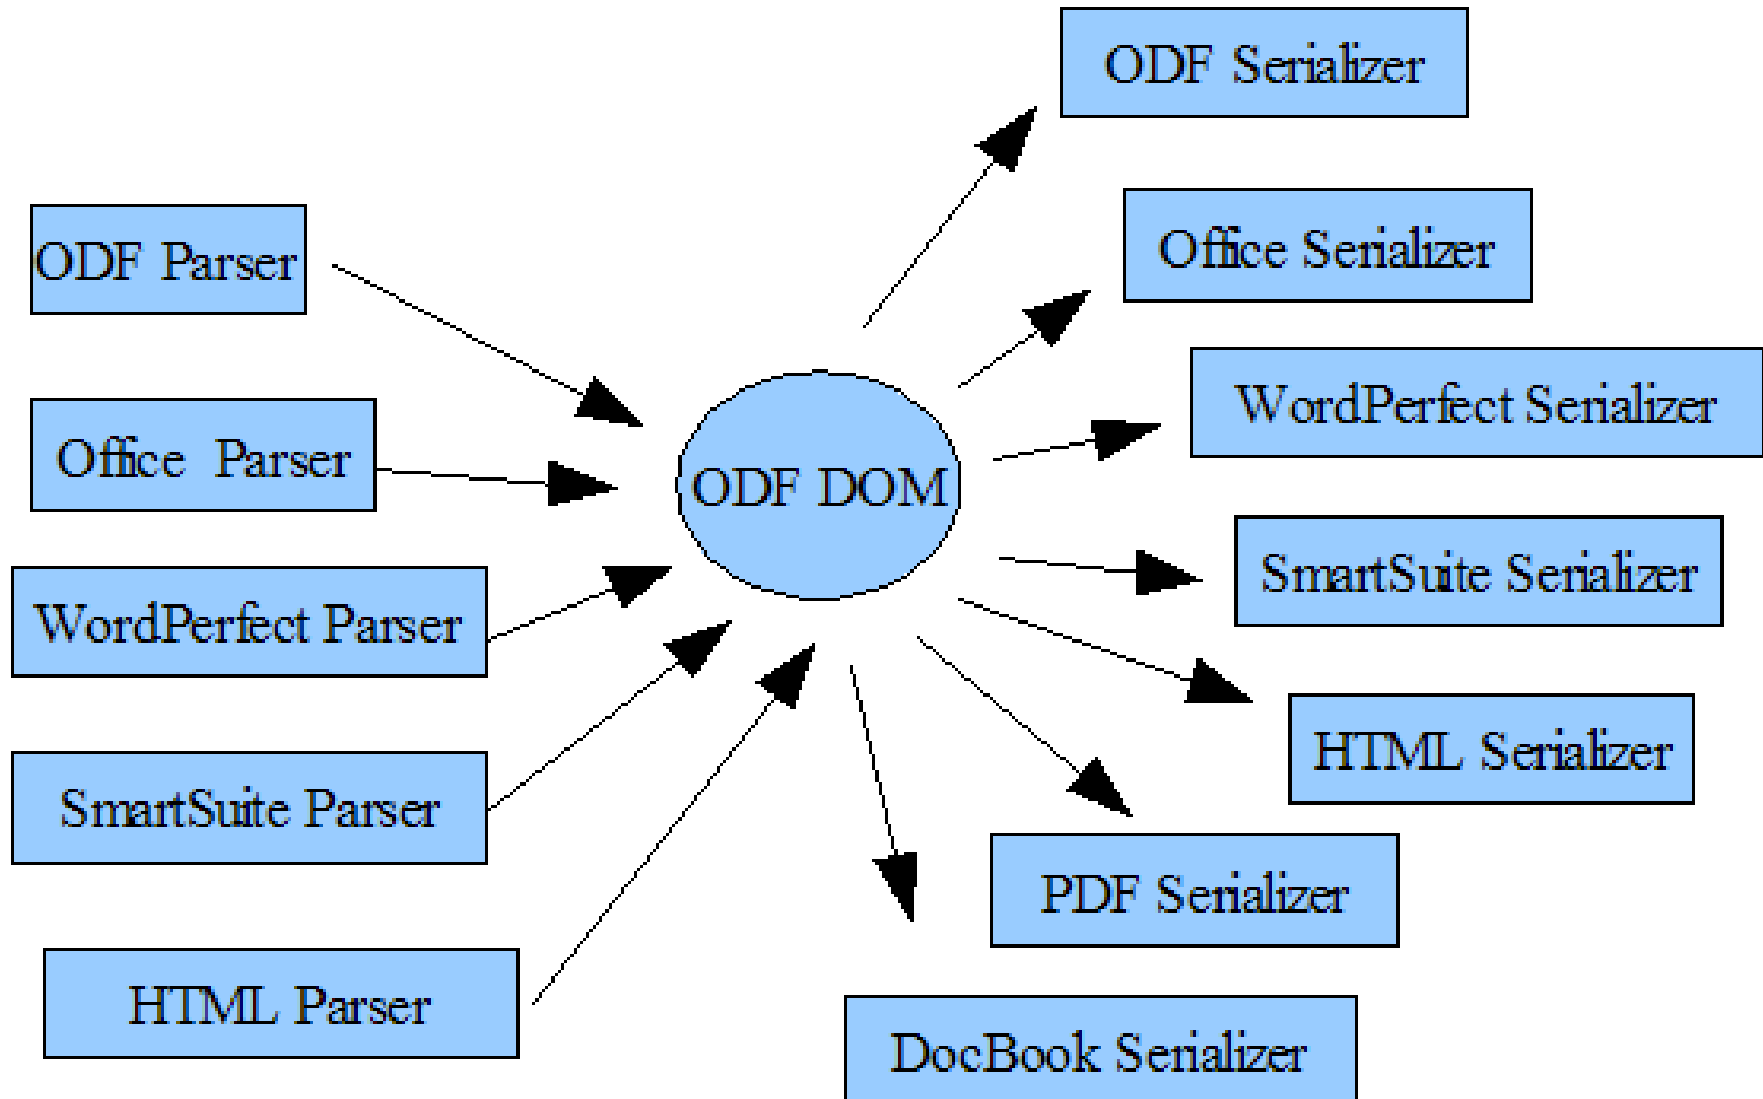 ODF Serializer
Office Serializer
ODF Parser
WordPerfect Serializer
Office Parser
ODF DOM
SmartSuite Serializer
WordPerfect Parser
HTML Serializer
SmartSuite Parser
PDF Serializer
HTML Parser
DocBook Serializer